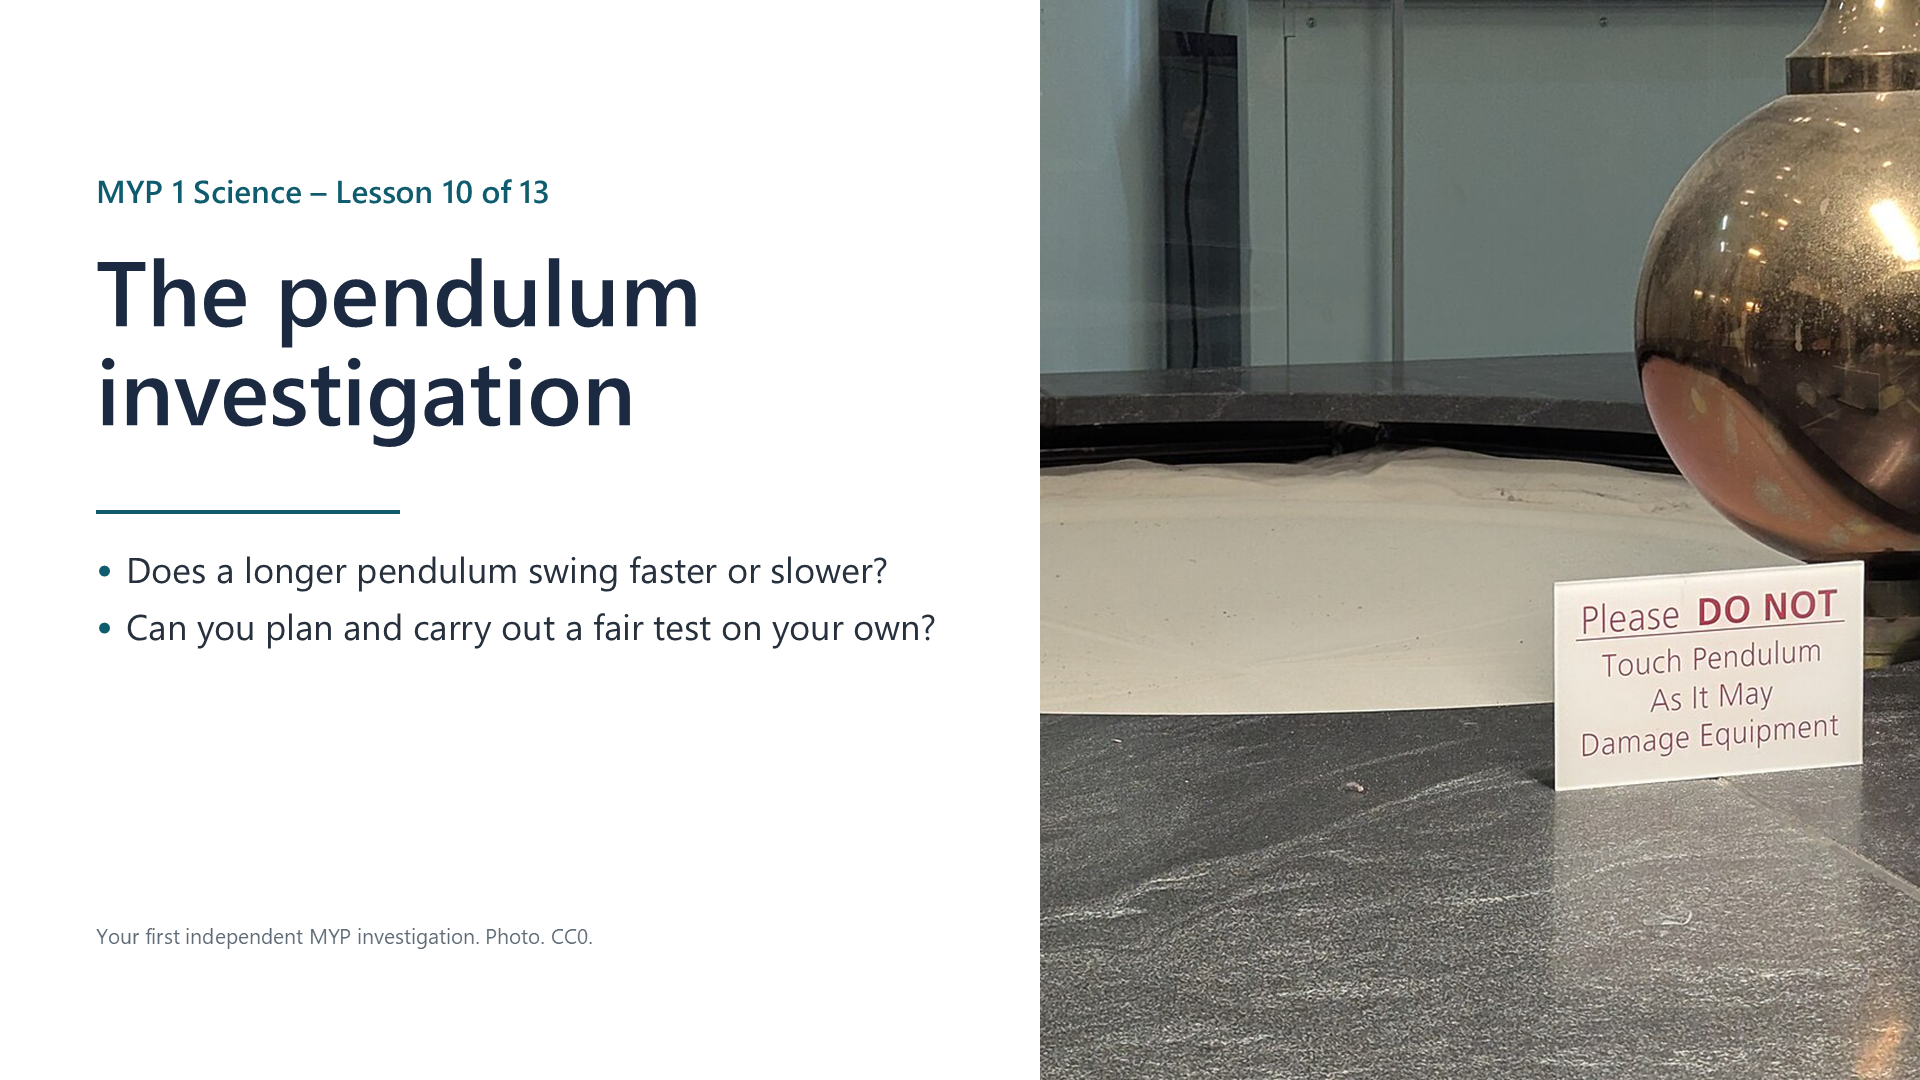 MYP 1 Science – Lesson 10 of 13
The pendulum
investigation
• Does a longer pendulum swing faster or slower?
• Can you plan and carry out a fair test on your own?
Your first independent MYP investigation. Photo. CC0.
Please DO NOT
Touch Pendulum
As It May
Damage Equipment